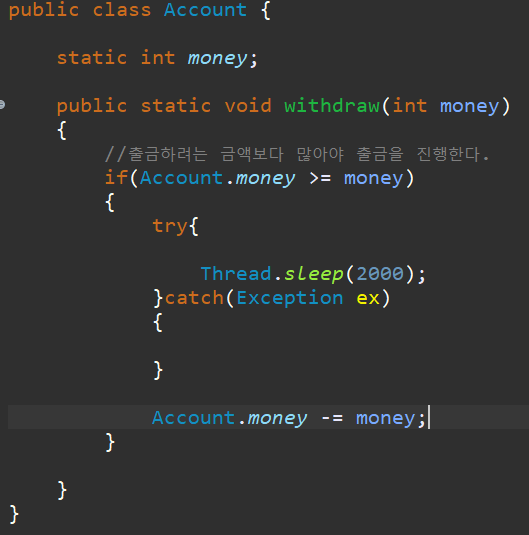 public class Account {
static int money;
public static void withdraw(int money)
{
//출금하려는 금액보다 많아야 출금을 진행한다.
if(Account.money >= money)
{
try{
Thread.sleep(2000);
}catch(Exception ex)
{
}
Account.money -= money;
}
}
}